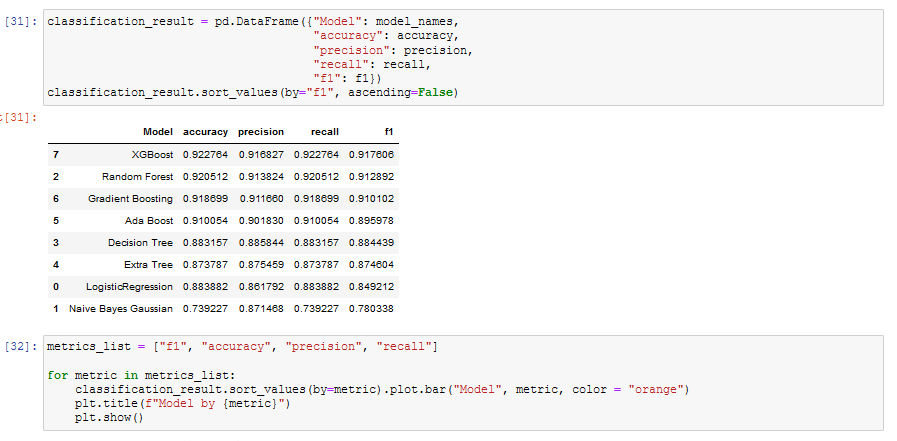 [31]: classification_result = pd.DataFrame({"Model": model_names,
"accuracy": accuracy,
"precision": precision,
"recall": recall,
"f1": f1})
classification_result.sort_values(by="f1", ascending=False)
t[31]:
Model accuracy precision recall f1
7 XGBoost 0.922764 0.916827 0.922764 0.917606
2 Random Forest 0.920512 0.913824 0.920512 0.912892
6 Gradient Boosting 0.918699 0.911660 0.918699 0.910102
5 Ada Boost 0.910054 0.901830 0.910054 0.895978
3 Decision Tree 0.883157 0.885844 0.883157 0.884439
4 Extra Tree 0.873787 0.875459 0.873787 0.874604
0 LogisticRegression 0.883882 0.861792 0.883882 0.849212
1 Naive Bayes Gaussian 0.739227 0.871468 0.739227 0.780338
[32]: metrics_list = ["f1", "accuracy", "precision", "recall"]
for metric in metrics_list:
classification_result.sort_values(by=metric).plot.bar("Model", metric, color = "orange")
plt.title(f"Model by {metric}")
plt.show()